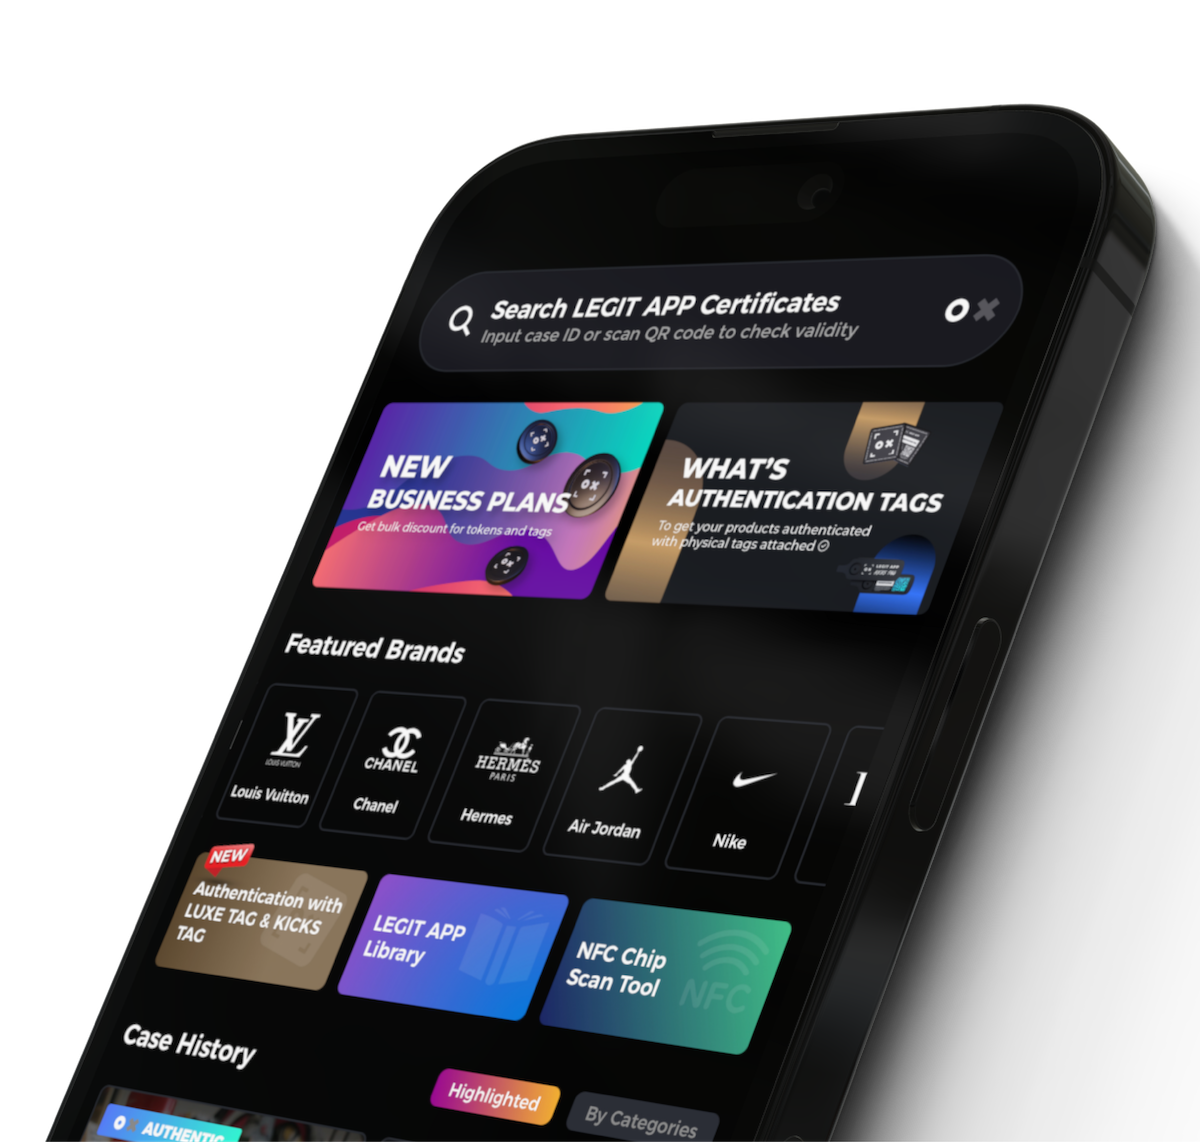 Search LEGIT APP Certificates
Input case ID or scan QR code to check validity
NEW
BUSINESS PLANS
Get bulk discount for tokens and tags
WHAT'S
AUTHENTICATION TAGS
To get your products authenticated
with physical tags attached
Featured Brands
LOUIS VUITTON
Louis Vuitton
CHANEL
Chanel
HERMES
PARIS
Hermes
Air Jordan
Nike
NEW
Authentication with
LUXE TAG & KICKS
TAG
LEGIT APP
Library
NFC Chip
Scan Tool
NFC
Case History
Highlighted
By Categories
AUTHENTIC